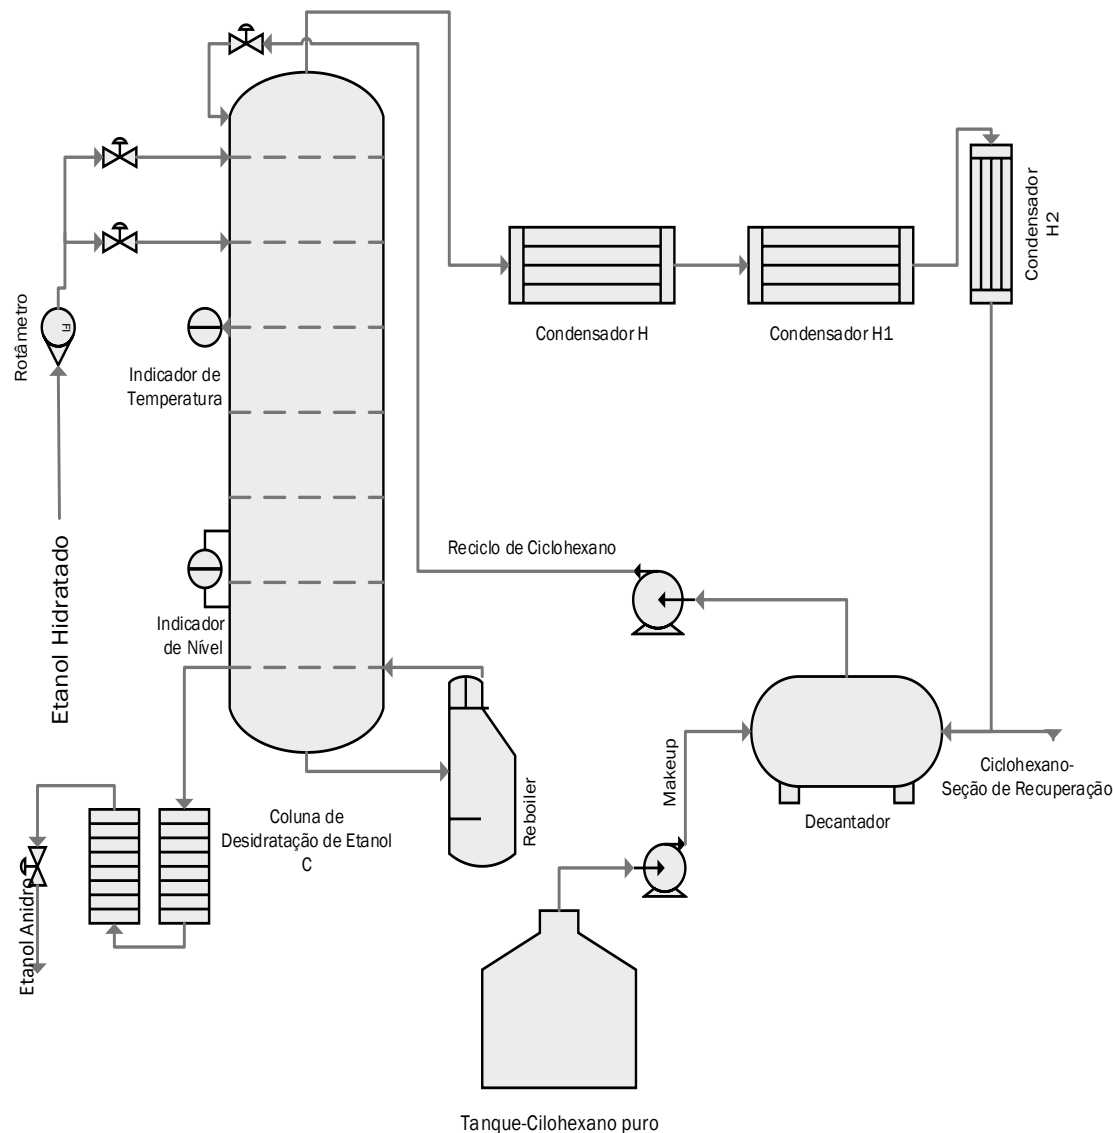 Condensador
H2
Condensador H
Condensador H1
Rotâmetro
FI
Indicador de
Temperatura
Etanol Hidratado
Reciclo de Ciclohexano
Indicador
de Nível
Makeup
Ciclohexano-
Seção de Recuperação
Reboiler
Coluna de
Desidratação de Etanol
C
Decantador
Etanol Anidro
Tanque-Cilohexano puro